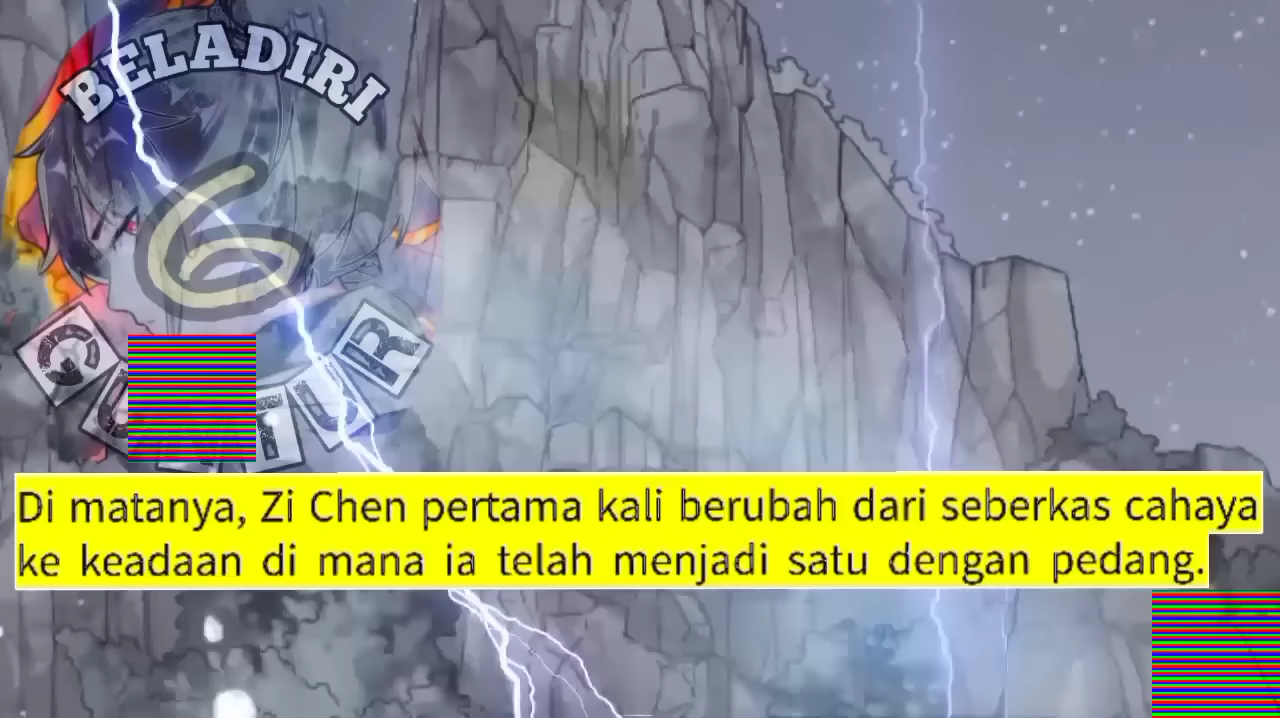 BELADIRI
6
Di matanya, Zi Chen pertama kali berubah dari seberkas cahaya
ke keadaan di mana ia telah menjadi satu dengan pedang.